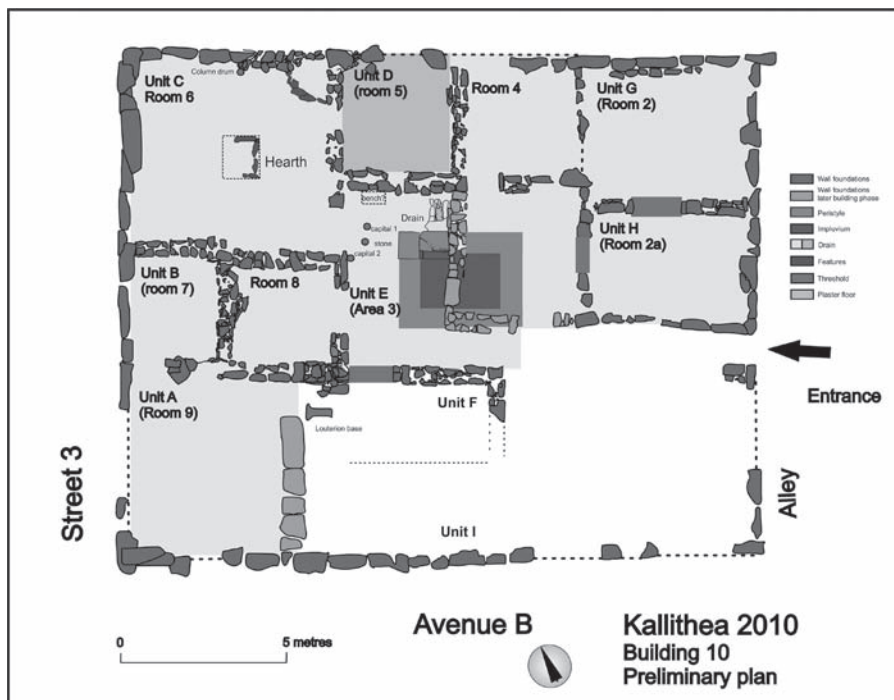 Column drum
Unit C
Room 6
Unit D
(room 5)
Room 4
Unit G
(Room 2)
Hearth
bench?
Drain
capital 1
stone
capital 2
Unit H
(Room 2a)
Unit B
(room 7)
Room 8
Unit E
(Area 3)
Unit A
(Room 9)
Unit F
Louterion base
Unit I
Wall foundations
Wall foundations
later building phase
Peristyle
Impluvium
Drain
Features
Threshold
Plaster floor
Entrance
Street 3
Alley
0
5 metres
Avenue B
Kallithea 2010
Building 10
Preliminary plan